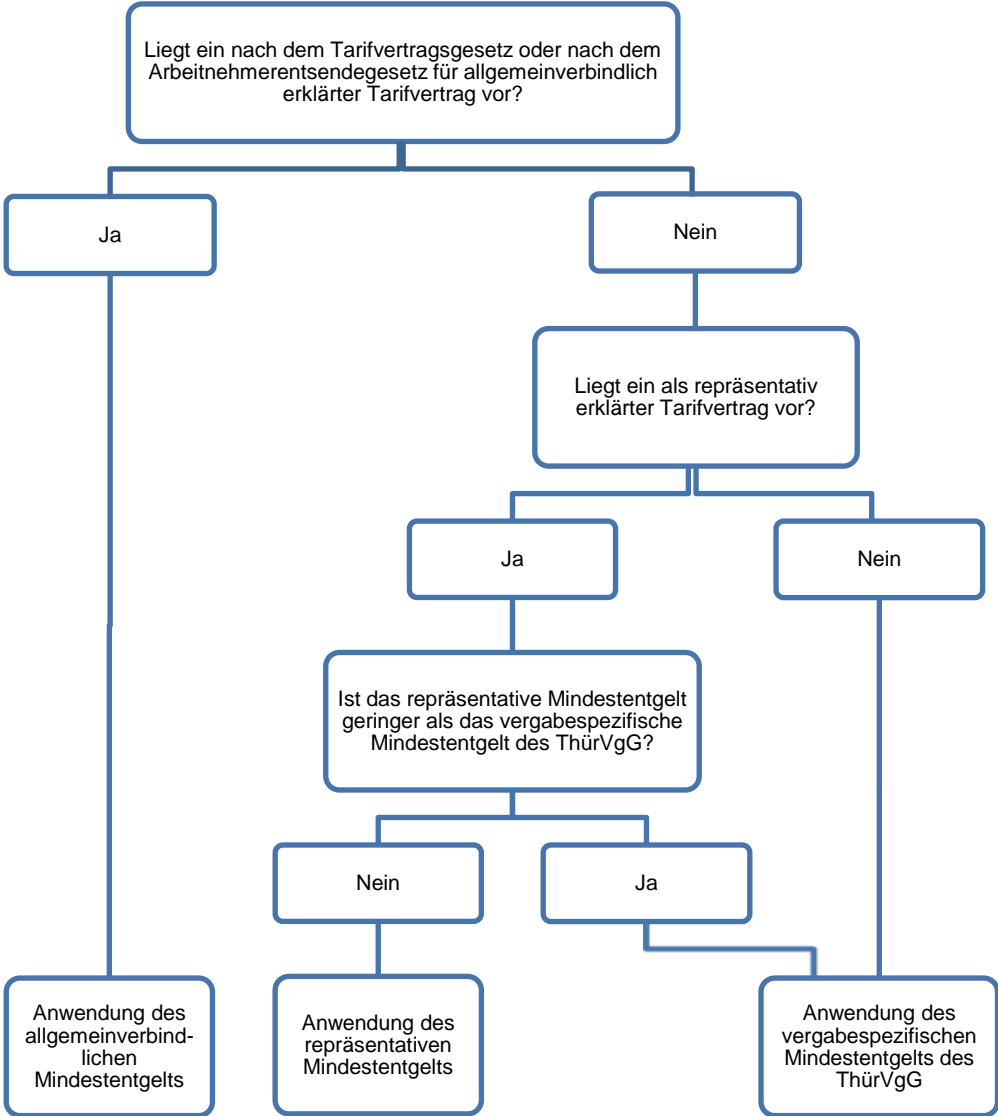 Liegt ein nach dem Tarifvertragsgesetz oder nach dem
Arbeitnehmerentsendegesetz für allgemeinverbindlich
erklärter Tarifvertrag vor?
Ja
Nein
Liegt ein als repräsentativ
erklärter Tarifvertrag vor?
Ja
Nein
Ist das repräsentative Mindestentgelt
geringer als das vergabespezifische
Mindestentgelt des ThürVgG?
Nein
Ja
Anwendung des
allgemeinverbind-
lichen
Mindestentgelts
Anwendung des
repräsentativen
Mindestentgelts
Anwendung des
vergabespezifischen
Mindestentgelts des
ThürVgG